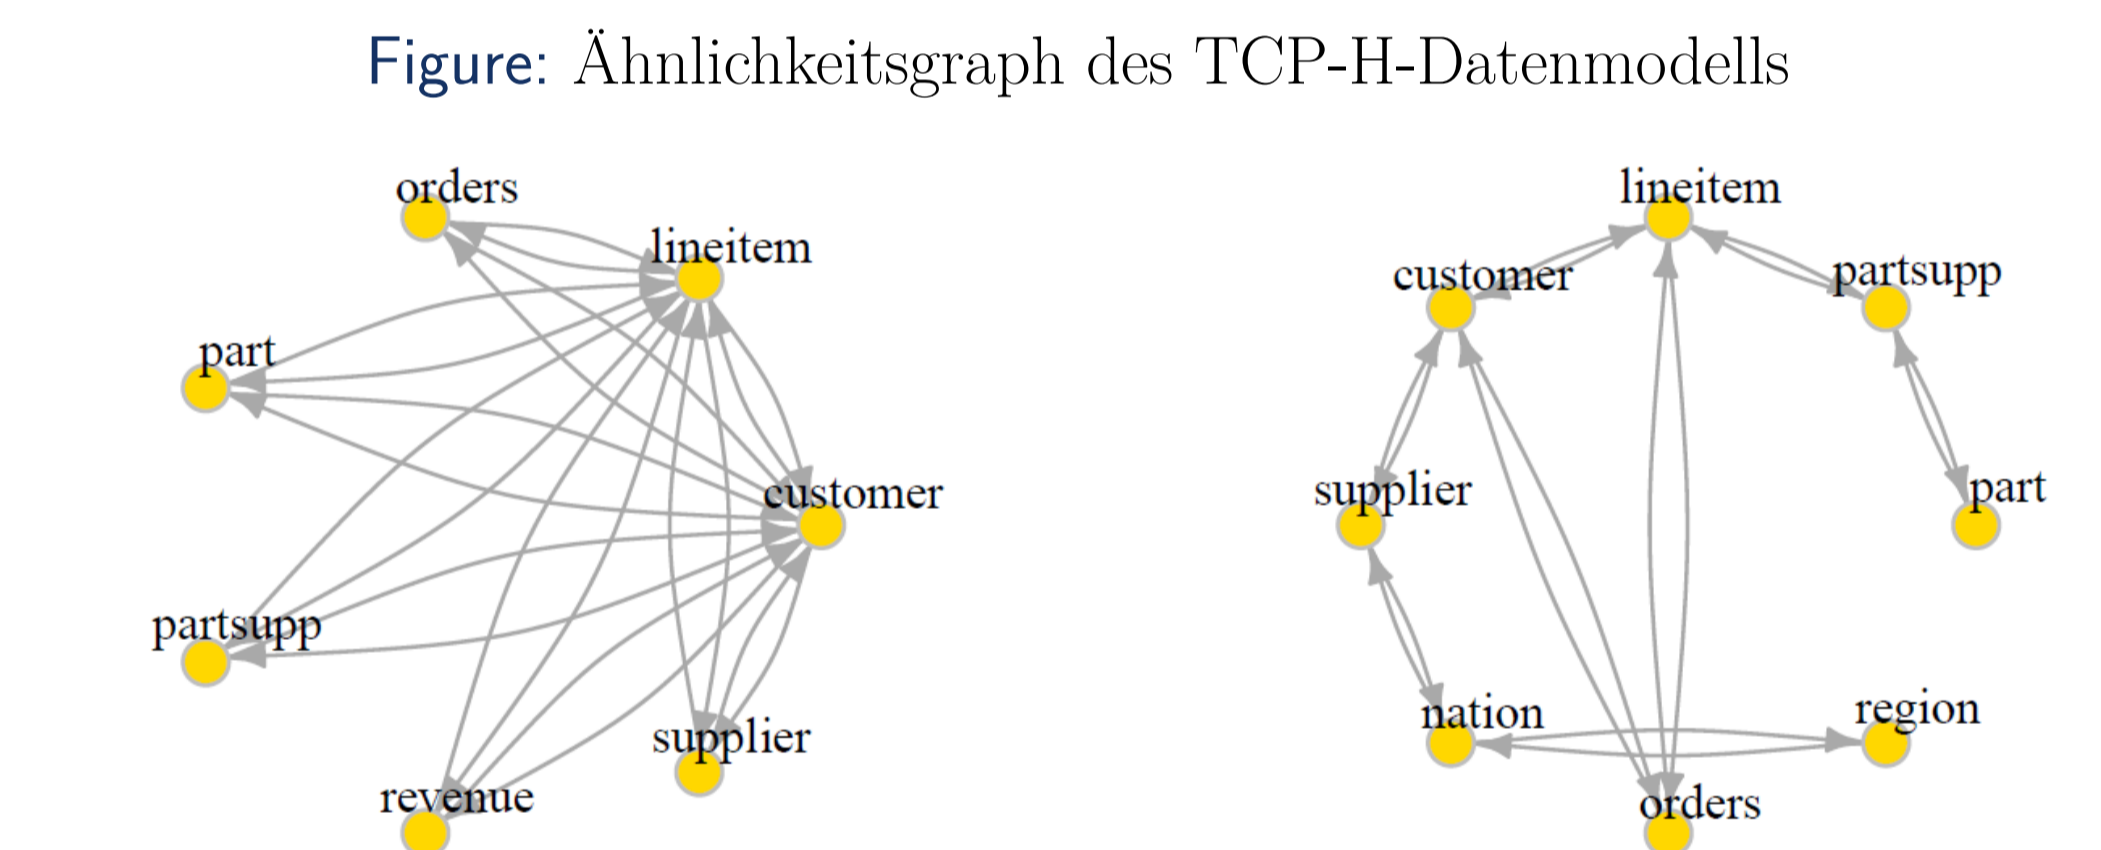 Figure: Ähnlichkeitsgraph des TCP-H-Datenmodells
orders
lineitem
part
customer
partsupp
supplier
revenue
lineitem
customer
partsupp
supplier
part
nation
region
orders